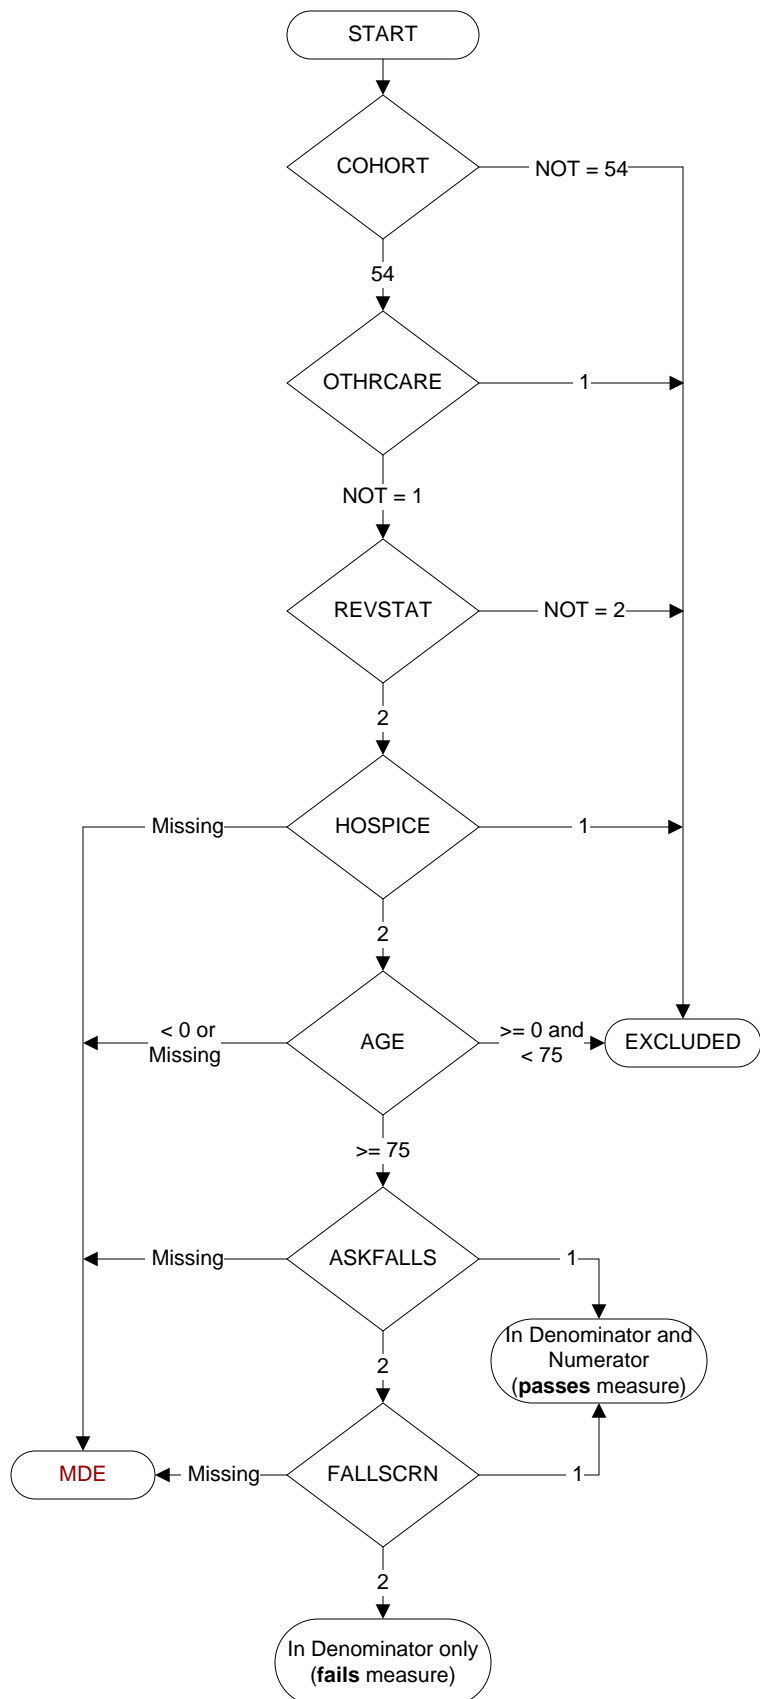 START
COHORT
NOT = 54
54
OTHRCARE
1
NOT = 1
REVSTAT
NOT = 2
2
Missing
HOSPICE
1
2
< 0 or
Missing
AGE
>= 0 and
< 75
EXCLUDED
>= 75
Missing
ASKFALLS
1
In Denominator and
Numerator
(passes measure)
2
MDE
Missing
FALLSCRN
1
2
In Denominator only
(fails measure)